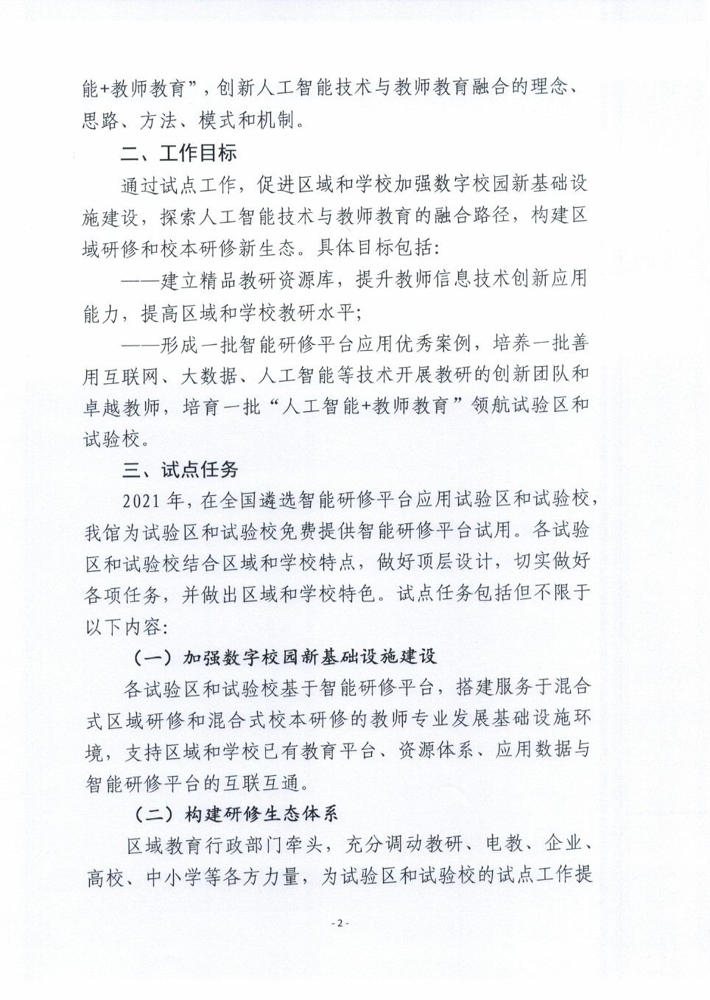 能+教师教育”，创新人工智能技术与教师教育融合的理念、
思路、方法、模式和机制。
二、工作目标
通过试点工作，促进区域和学校加强数字校园新基础设
施建设，探索人工智能技术与教师教育的融合路径，构建区
域研修和校本研修新生态。具体目标包括：
——建立精品教研资源库，提升教师信息技术创新应用
能力，提高区域和学校教研水平；
——形成一批智能研修平台应用优秀案例，培养一批善
用互联网、大数据、人工智能等技术开展教研的创新团队和
卓越教师，培育一批“人工智能+教师教育”领航试验区和
试验校。
三、试点任务
2021年，在全国遴选智能研修平台应用试验区和试验校，
我馆为试验区和试验校免费提供智能研修平台试用。各试验
区和试验校结合区域和学校特点，做好顶层设计，切实做好
各项任务，并做出区域和学校特色。试点任务包括但不限于
以下内容：
（一）加强数字校园新基础设施建设
各试验区和试验校基于智能研修平台，搭建服务于混合
式区域研修和混合式校本研修的教师专业发展基础设施环
境，支持区域和学校已有教育平台、资源体系、应用数据与
智能研修平台的互联互通。
（二）构建研修生态体系
区域教育行政部门牵头，充分调动教研、电教、企业、
高校、中小学等各方力量，为试验区和试验校的试点工作提
- 2 -